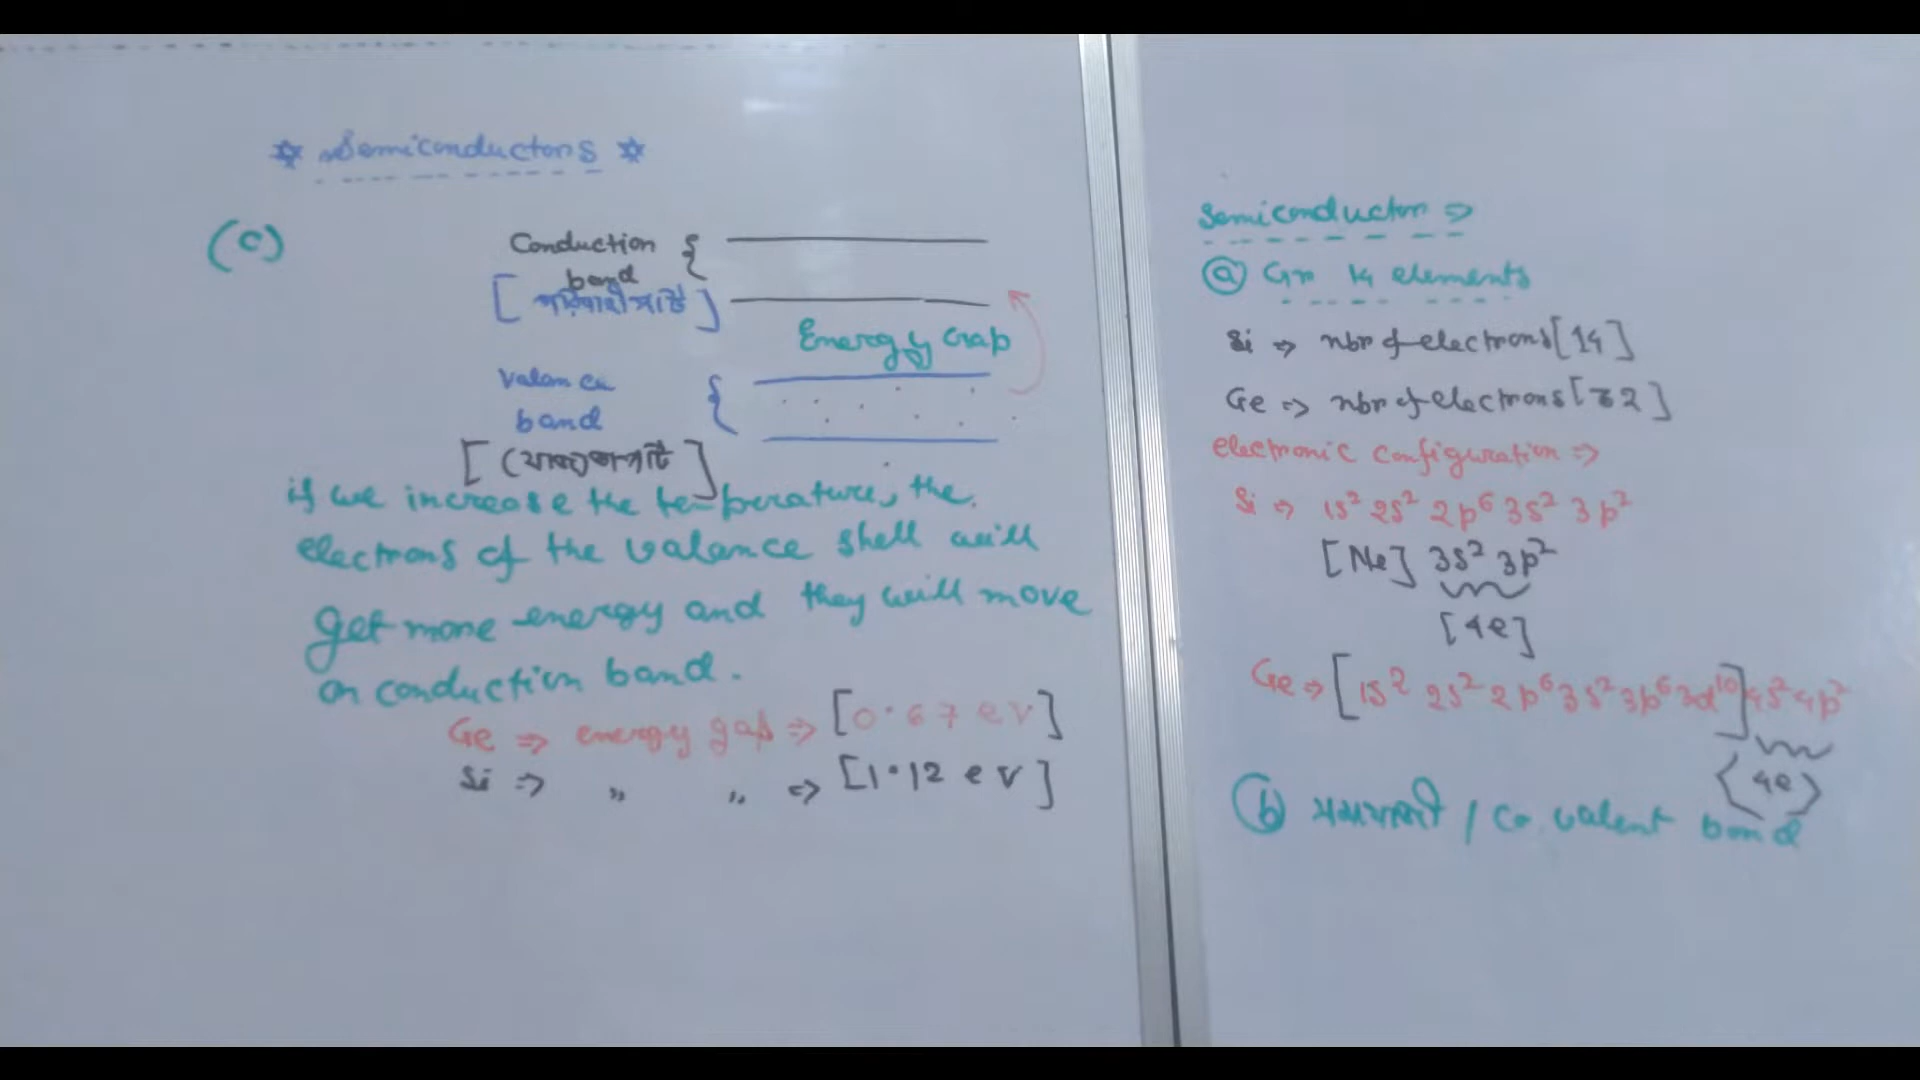 ☆ Semiconductors ☆
(c)
Conduction
band
[পরিবাহী ব্যান্ড]
Energy Gap
Valance
band
[যোজ্যতা ব্যান্ড]
if we increase the temperature, the
electrons of the valance shell will
get more energy and they will move
on conduction band.
Ge ⇒ energy gap ⇒ [0.67 eV]
Si ⇒ " " ⇒ [1.12 eV]
Semiconductor ⇒
(a) Gr 14 elements
Si ⇒ nbr of electrons [14]
Ge ⇒ nbr of electrons [32]
electronic configuration ⇒
Si ⇒ 1s² 2s² 2p⁶ 3s² 3p²
[Ne] 3s² 3p²
[4e]
Ge ⇒ [1s² 2s² 2p⁶ 3s² 3p⁶ 3d¹⁰] 4s² 4p²
(4e)
(b) সমযোজী / Co valent bond